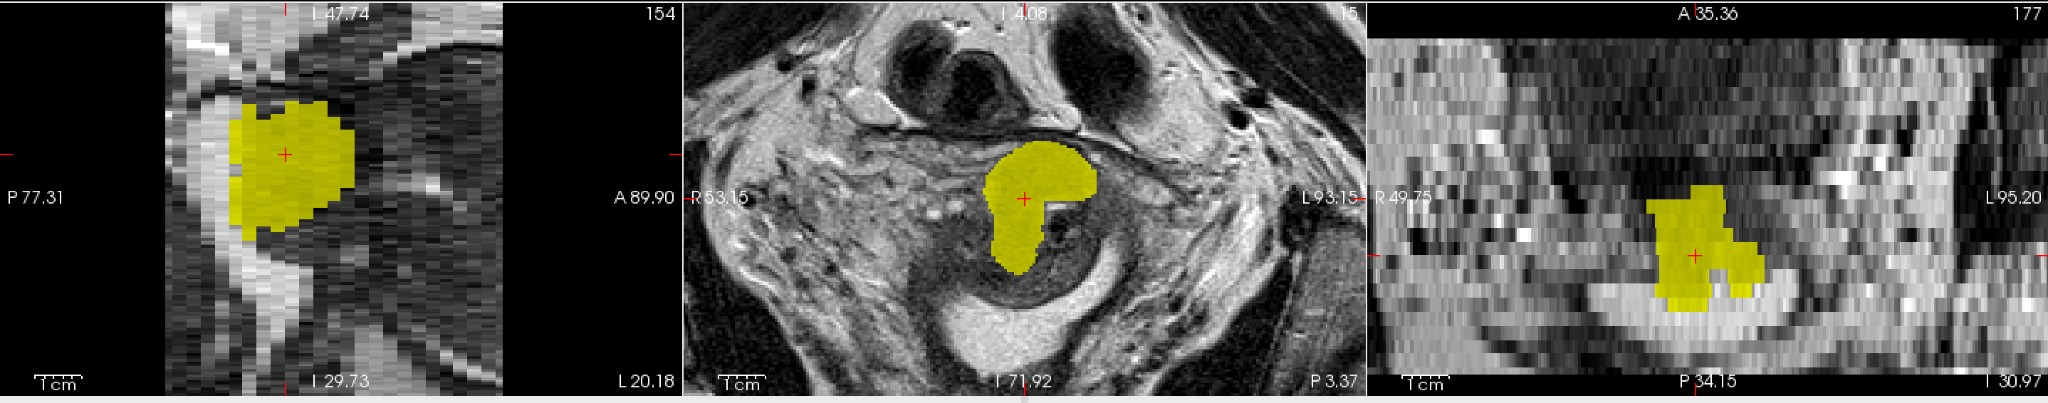 I 47.74
154
P 77.31
A 89.90
1cm
I 29.73
L 20.18
I 4.08
15
R 53.15
L 93.15
1cm
I 71.92
P 3.37
A 35.36
177
R 49.75
L 95.20
1cm
P 34.15
I 30.97